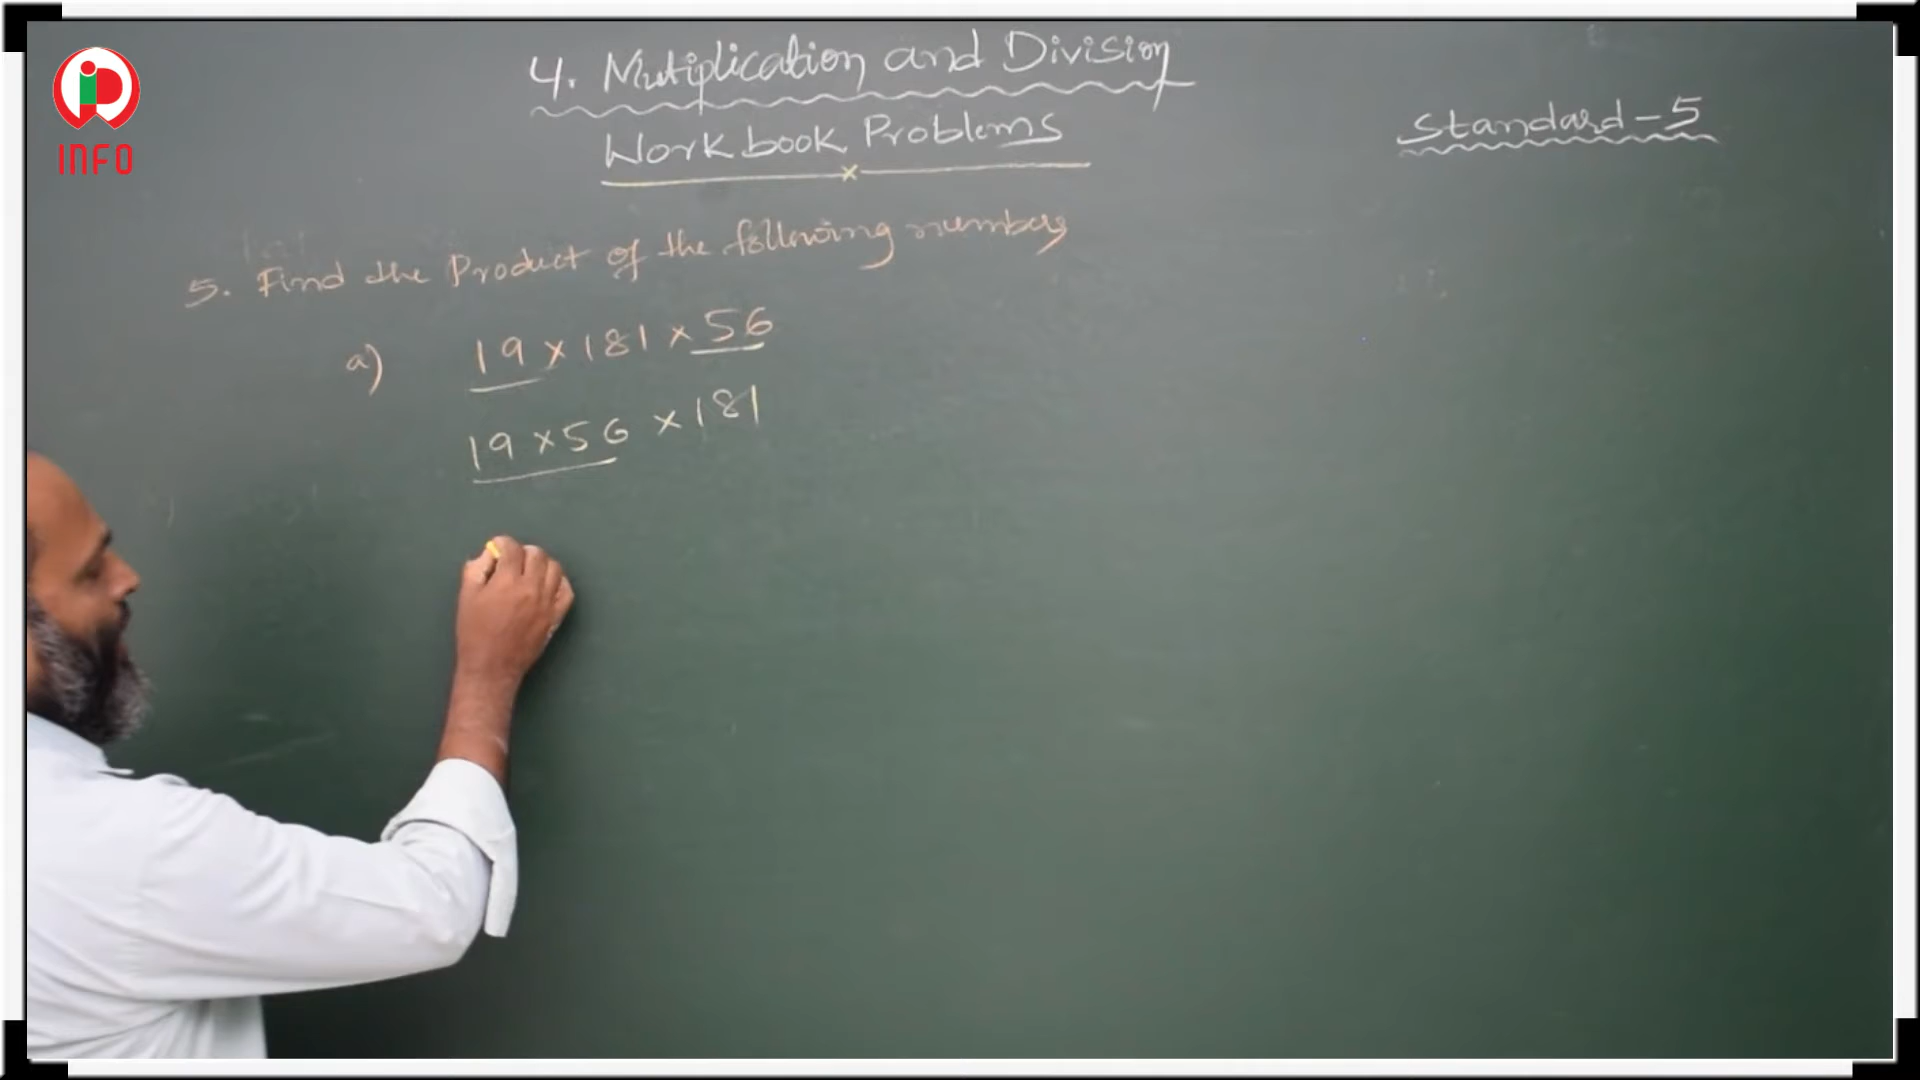 INFO
4. Mutiplication and Division
Workbook Problems
Standard-5
5. Find the Product of the following numbers
a) 19 × 181 × 56
19 × 56 × 181